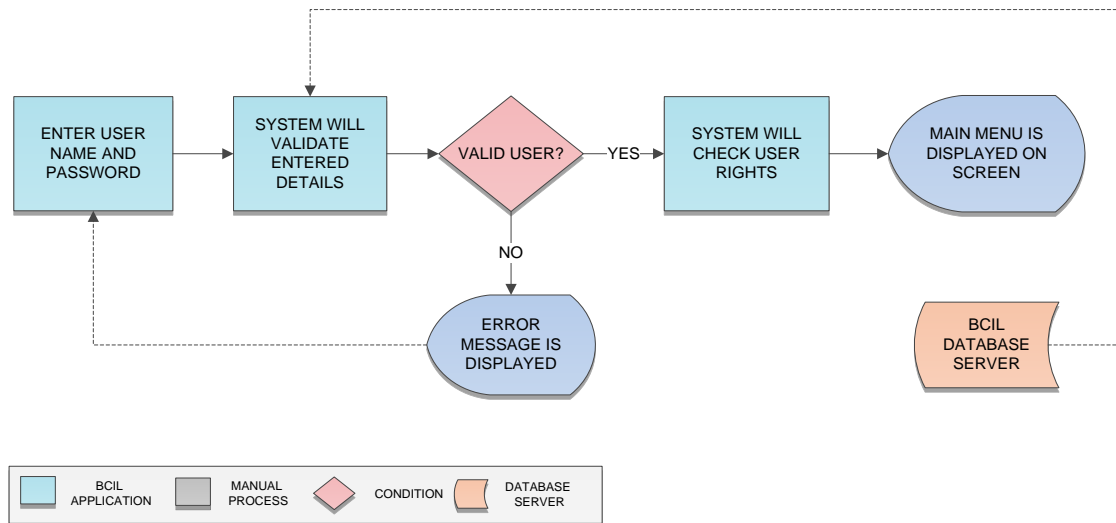 ENTER USER
NAME AND
PASSWORD
SYSTEM WILL
VALIDATE
ENTERED
DETAILS
VALID USER?
YES
SYSTEM WILL
CHECK USER
RIGHTS
MAIN MENU IS
DISPLAYED ON
SCREEN
NO
ERROR
MESSAGE IS
DISPLAYED
BCIL
DATABASE
SERVER
BCIL
APPLICATION
MANUAL
PROCESS
CONDITION
DATABASE
SERVER